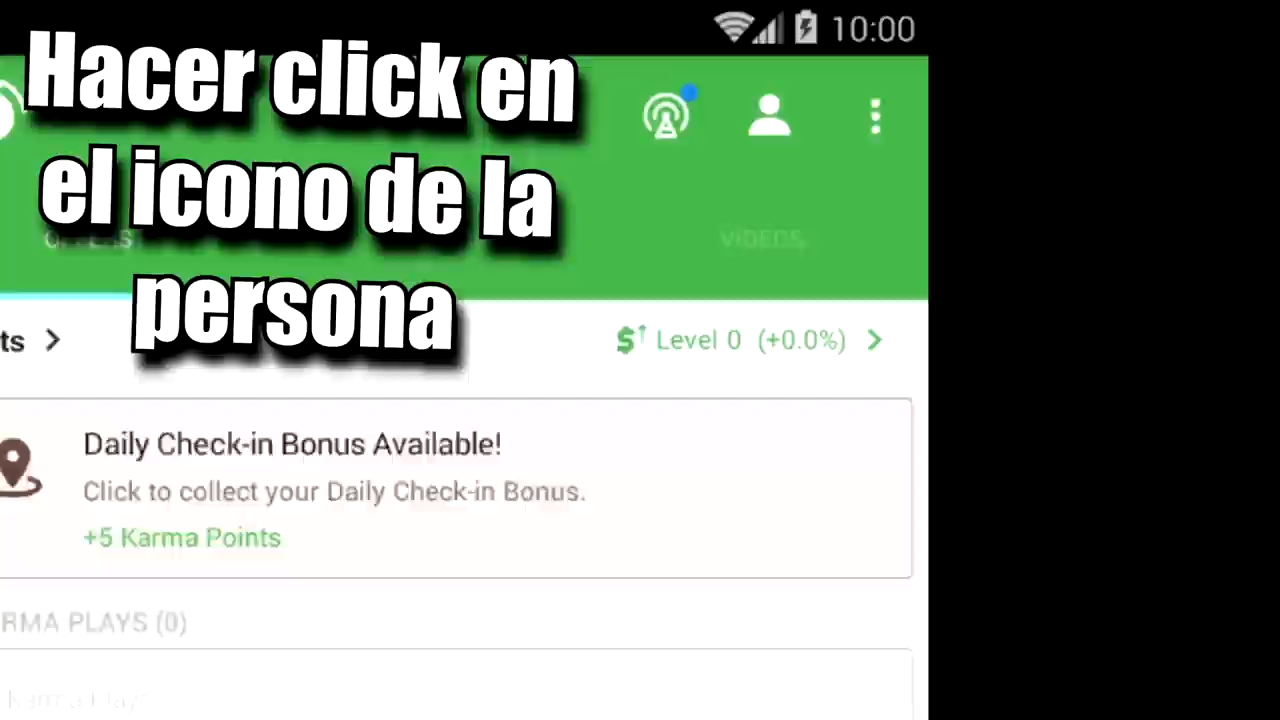 10:00
Hacer click en
el icono de la
persona
VIDEOS
ts
Level 0 (+0.0%)
Daily Check-in Bonus Available!
Click to collect your Daily Check-in Bonus.
+5 Karma Points
RMA PLAYS (0)